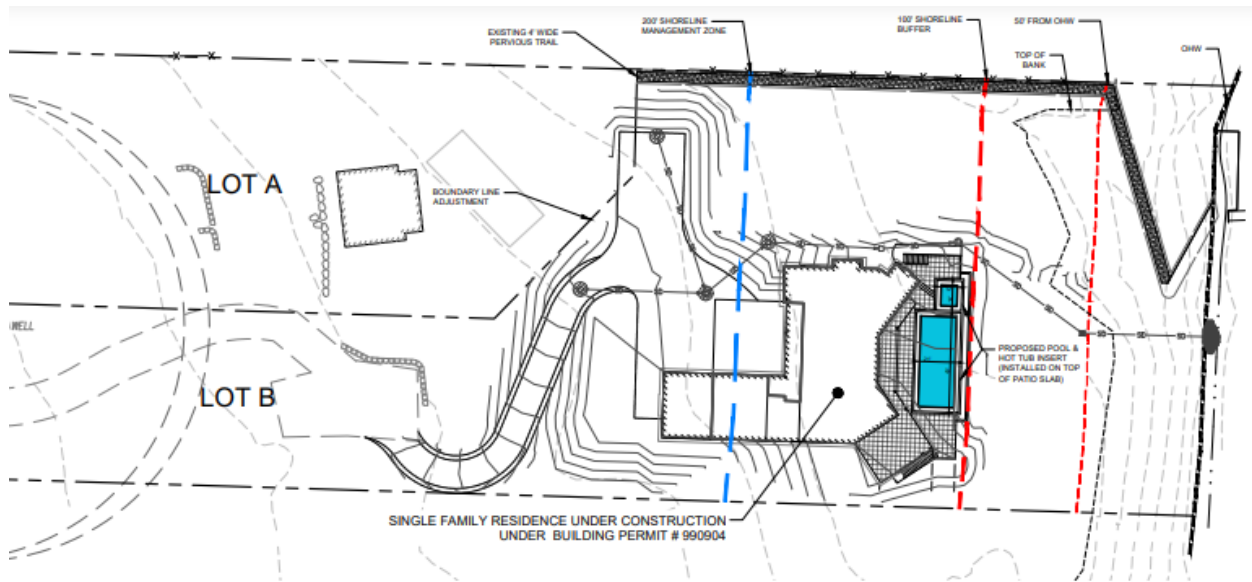 200' SHORELINE
MANAGEMENT ZONE
100' SHORELINE
BUFFER
50' FROM OHW
EXISTING 4' WIDE
PERVIOUS TRAIL
TOP OF
BANK
OHW
LOT A
BOUNDARY LINE
ADJUSTMENT
WELL
LOT B
PROPOSED POOL &
HOT TUB INSERT
(INSTALLED ON TOP
OF PATIO SLAB)
SINGLE FAMILY RESIDENCE UNDER CONSTRUCTION
UNDER BUILDING PERMIT # 990904